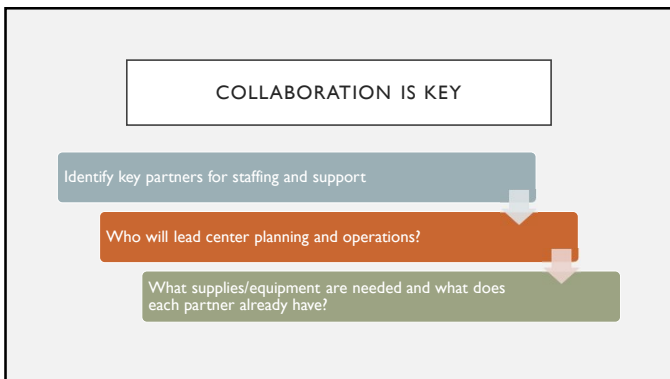 COLLABORATION IS KEY
Identify key partners for staffing and support
Who will lead center planning and operations?
What supplies/equipment are needed and what does
each partner already have?